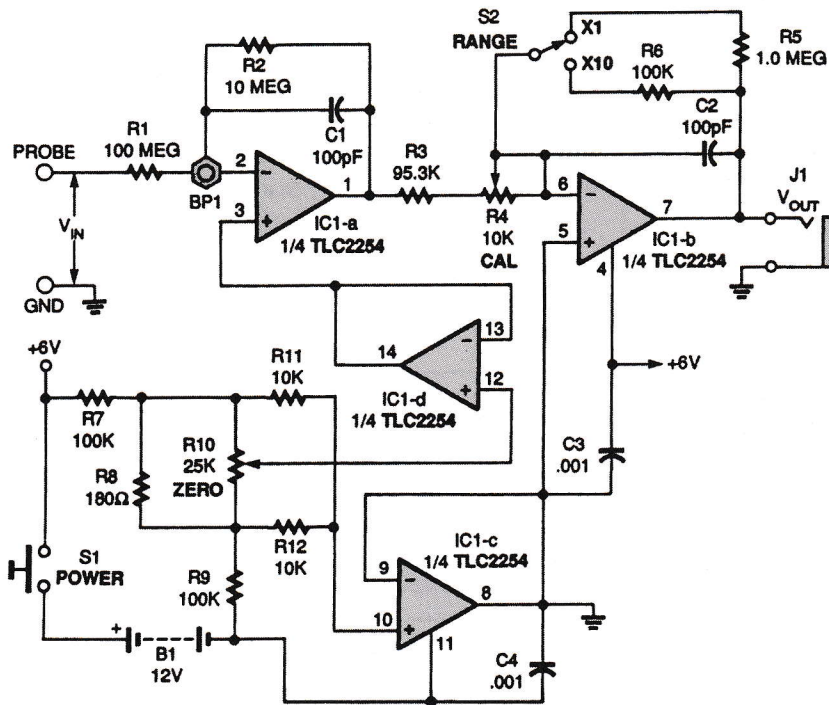 S2
RANGE
X1
X10
R5
1.0 MEG
R6
100K
R2
10 MEG
C1
100pF
C2
100pF
R1
100 MEG
PROBE
BP1
2
3
1
IC1-a
1/4 TLC2254
R3
95.3K
R4
10K
CAL
6
5
7
4
IC1-b
1/4 TLC2254
J1
VOUT
VIN
GND
+6V
+6V
R7
100K
R8
180Ω
R11
10K
R10
25K
ZERO
R12
10K
R9
100K
14
13
12
IC1-d
1/4 TLC2254
C3
.001
IC1-c
1/4 TLC2254
9
10
8
11
C4
.001
S1
POWER
+
B1
12V